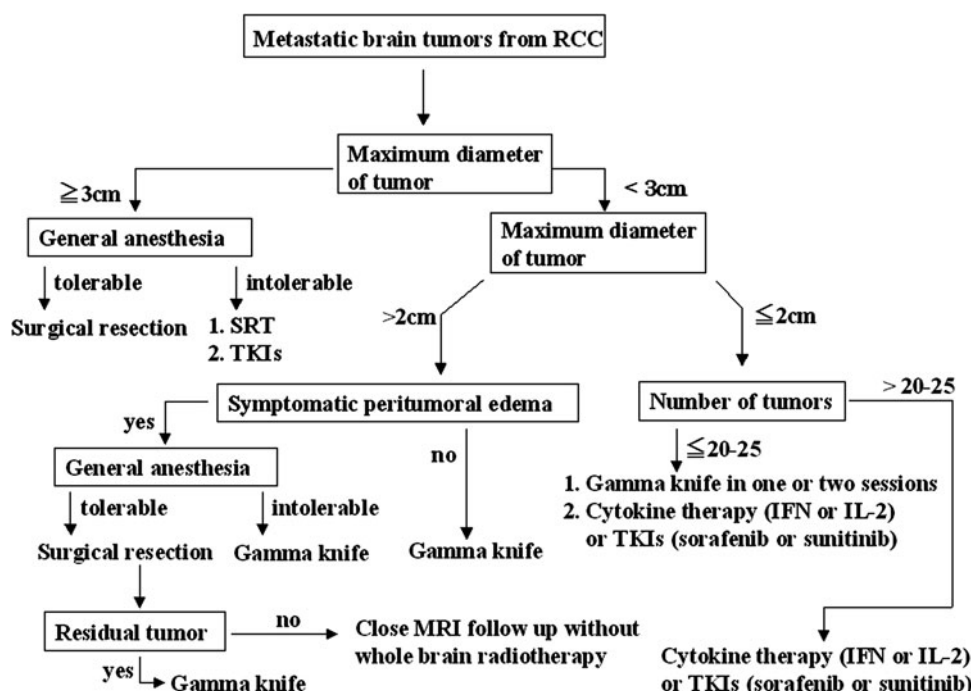 Metastatic brain tumors from RCC
Maximum diameter
of tumor
≧3cm
< 3cm
General anesthesia
Maximum diameter
of tumor
tolerable
intolerable
Surgical resection
1. SRT
2. TKIs
>2cm
≦2cm
Symptomatic peritumoral edema
Number of tumors
> 20-25
yes
no
≦20-25
General anesthesia
1. Gamma knife in one or two sessions
2. Cytokine therapy (IFN or IL-2)
or TKIs (sorafenib or sunitinib)
tolerable
intolerable
Surgical resection
Gamma knife
Gamma knife
Residual tumor
no
Close MRI follow up without
whole brain radiotherapy
yes
Gamma knife
Cytokine therapy (IFN or IL-2)
or TKIs (sorafenib or sunitinib)